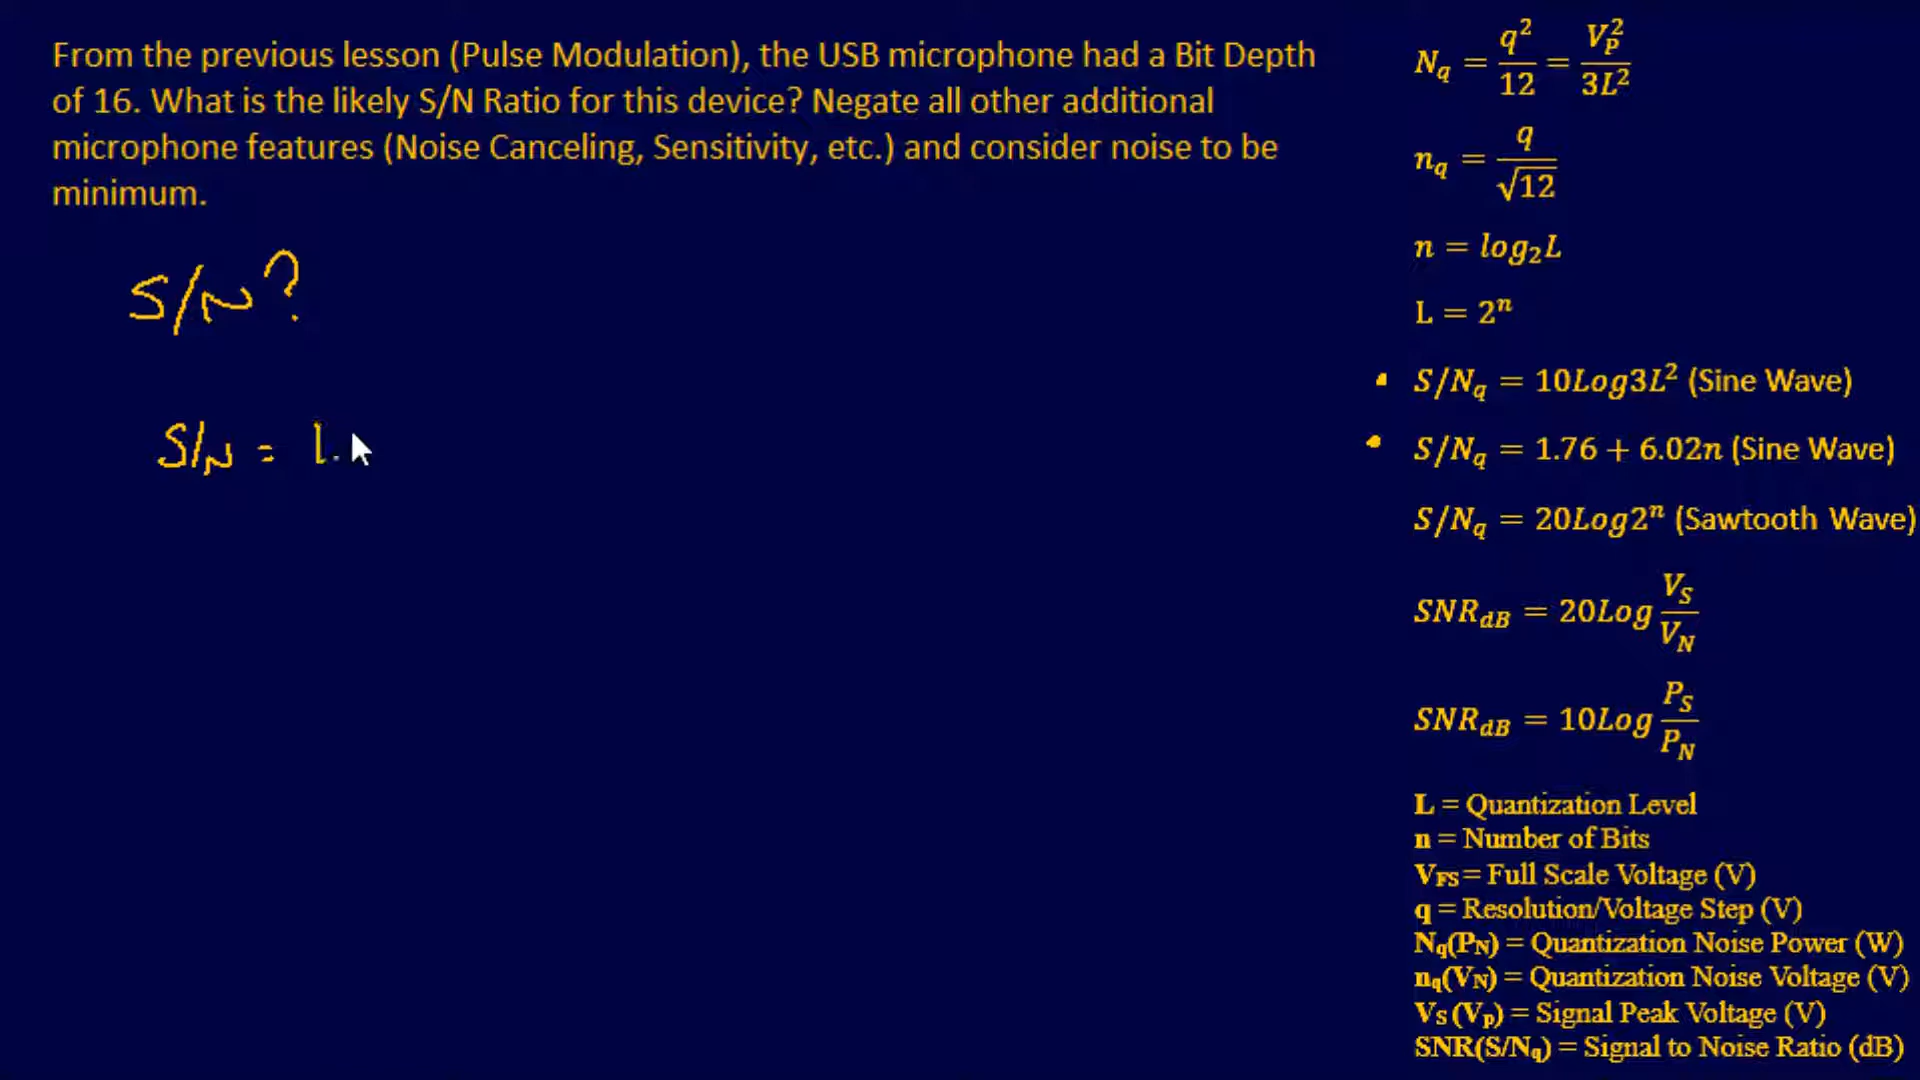 From the previous lesson (Pulse Modulation), the USB microphone had a Bit Depth
of 16. What is the likely S/N Ratio for this device? Negate all other additional
microphone features (Noise Canceling, Sensitivity, etc.) and consider noise to be
minimum.
S/N?
S/N = 1.
N_q = q²/12 = V_P²/3L²
n_q = q/√12
n = log₂L
L = 2ⁿ
S/N_q = 10Log3L² (Sine Wave)
S/N_q = 1.76 + 6.02n (Sine Wave)
S/N_q = 20Log2ⁿ (Sawtooth Wave)
SNR_dB = 20Log V_S/V_N
SNR_dB = 10Log P_S/P_N
L = Quantization Level
n = Number of Bits
V_FS = Full Scale Voltage (V)
q = Resolution/Voltage Step (V)
N_q(P_N) = Quantization Noise Power (W)
n_q(V_N) = Quantization Noise Voltage (V)
V_S (V_p) = Signal Peak Voltage (V)
SNR(S/N_q) = Signal to Noise Ratio (dB)